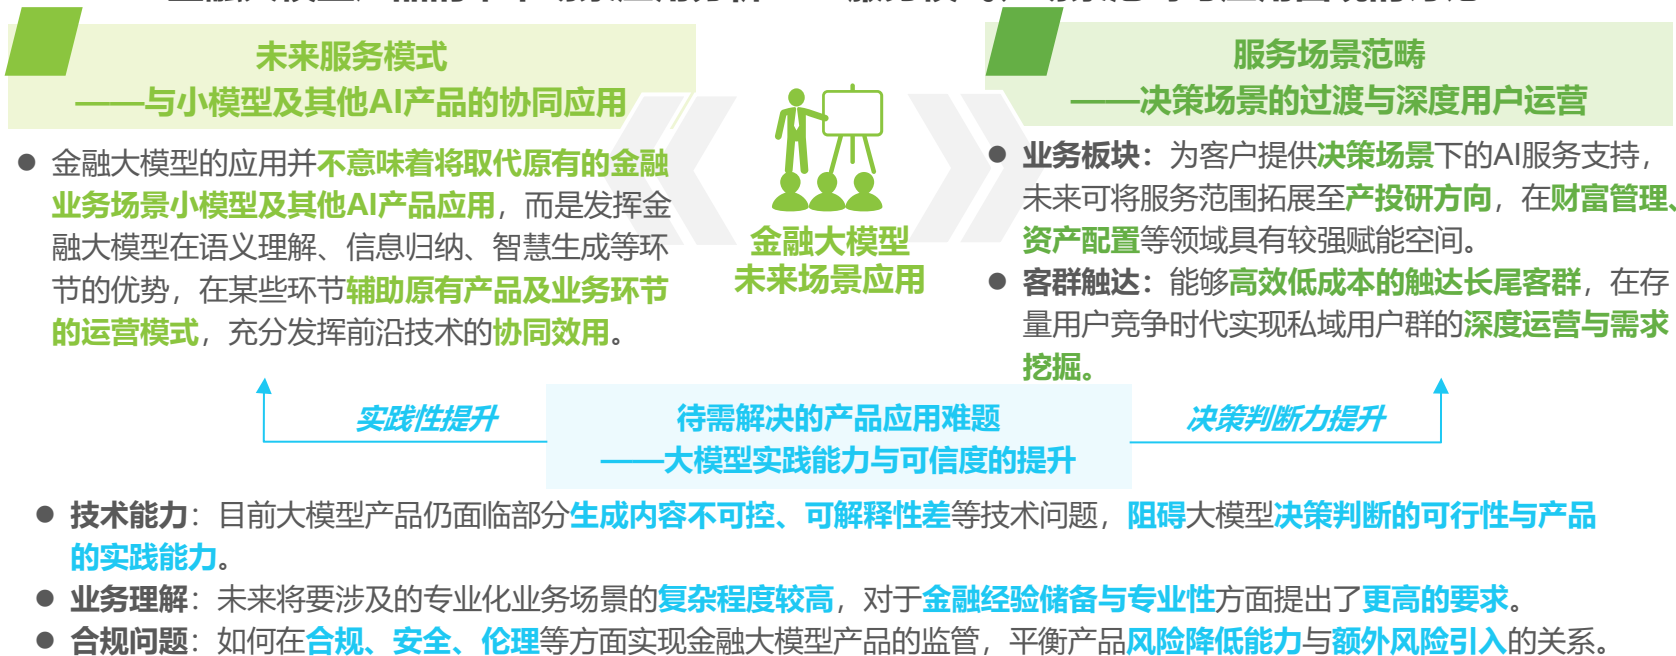 未来服务模式
——与小模型及其他AI产品的协同应用
● 金融大模型的应用并不意味着将取代原有的金融
业务场景小模型及其他AI产品应用，而是发挥金
融大模型在语义理解、信息归纳、智慧生成等环
节的优势，在某些环节辅助原有产品及业务环节
的运营模式，充分发挥前沿技术的协同效用。
金融大模型
未来场景应用
服务场景范畴
——决策场景的过渡与深度用户运营
● 业务板块：为客户提供决策场景下的AI服务支持，
未来可将服务范围拓展至产投研方向，在财富管理、
资产配置等领域具有较强赋能空间。
● 客群触达：能够高效低成本的触达长尾客群，在存
量用户竞争时代实现私域用户群的深度运营与需求
挖掘。
实践性提升
待需解决的产品应用难题
——大模型实践能力与可信度的提升
决策判断力提升
● 技术能力：目前大模型产品仍面临部分生成内容不可控、可解释性差等技术问题，阻碍大模型决策判断的可行性与产品
的实践能力。
● 业务理解：未来将要涉及的专业化业务场景的复杂程度较高，对于金融经验储备与专业性方面提出了更高的要求。
● 合规问题：如何在合规、安全、伦理等方面实现金融大模型产品的监管，平衡产品风险降低能力与额外风险引入的关系。